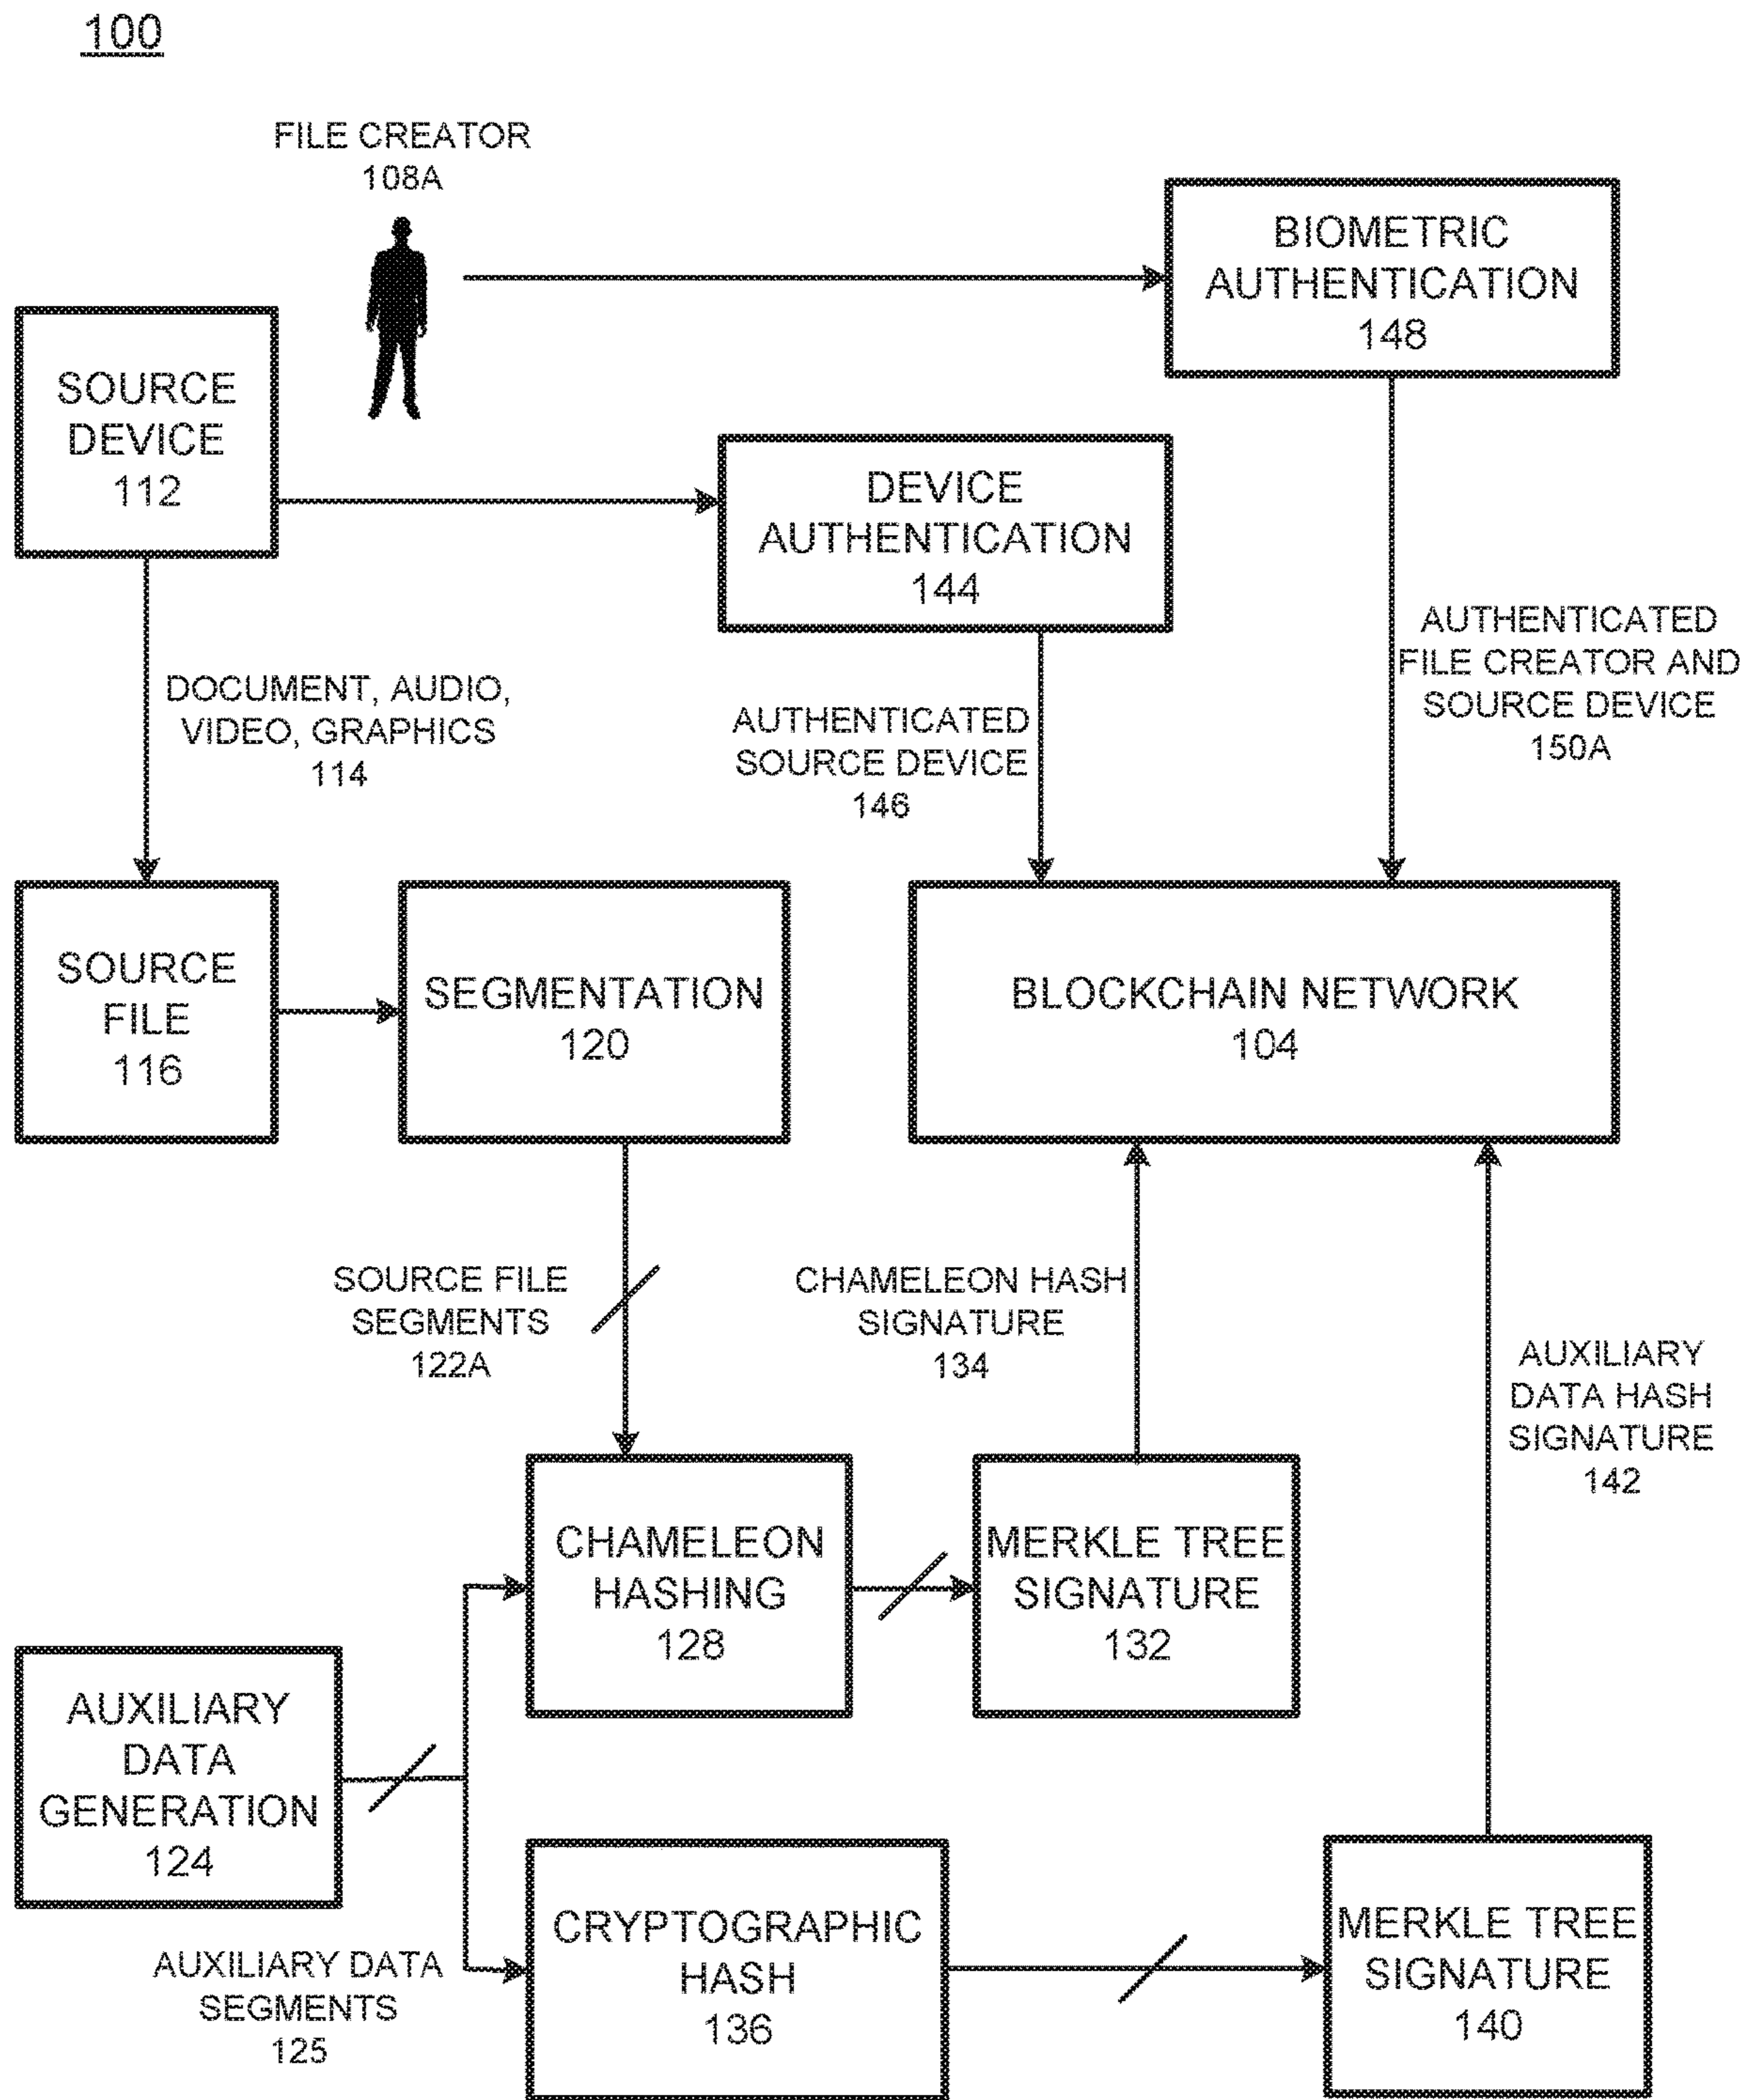 100
FILE CREATOR
108A
BIOMETRIC
AUTHENTICATION
148
SOURCE
DEVICE
112
DEVICE
AUTHENTICATION
144
AUTHENTICATED
FILE CREATOR AND
SOURCE DEVICE
150A
DOCUMENT, AUDIO,
VIDEO, GRAPHICS
114
AUTHENTICATED
SOURCE DEVICE
146
SOURCE
FILE
116
SEGMENTATION
120
BLOCKCHAIN NETWORK
104
SOURCE FILE
SEGMENTS
122A
CHAMELEON HASH
SIGNATURE
134
AUXILIARY
DATA HASH
SIGNATURE
142
CHAMELEON
HASHING
128
MERKLE TREE
SIGNATURE
132
AUXILIARY
DATA
GENERATION
124
AUXILIARY DATA
SEGMENTS
125
CRYPTOGRAPHIC
HASH
136
MERKLE TREE
SIGNATURE
140